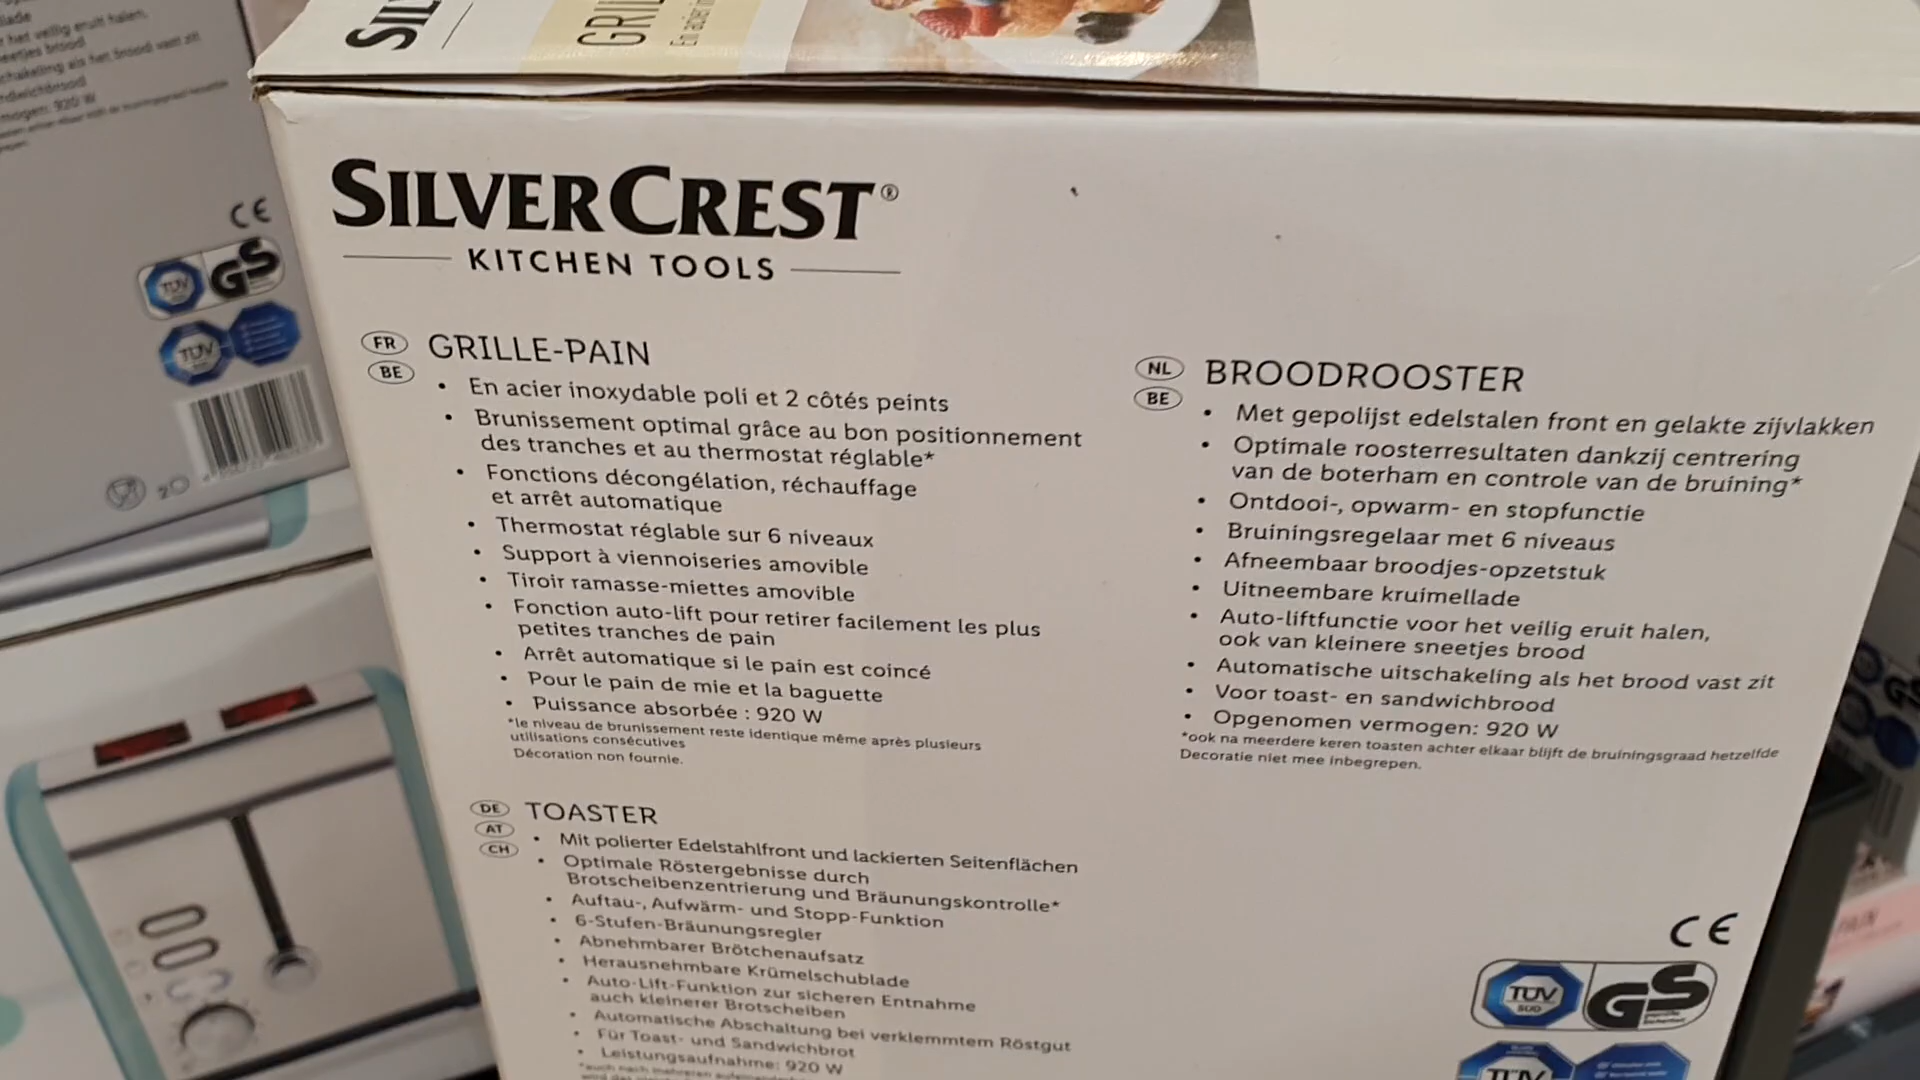 SILVERCREST®
KITCHEN TOOLS
FR
BE
GRILLE-PAIN
• En acier inoxydable poli et 2 côtés peints
• Brunissement optimal grâce au bon positionnement
des tranches et au thermostat réglable*
• Fonctions décongélation, réchauffage
et arrêt automatique
• Thermostat réglable sur 6 niveaux
• Support à viennoiseries amovible
• Tiroir ramasse-miettes amovible
• Fonction auto-lift pour retirer facilement les plus
petites tranches de pain
• Arrêt automatique si le pain est coincé
• Pour le pain de mie et la baguette
• Puissance absorbée : 920 W
*le niveau de brunissement reste identique même après plusieurs
utilisations consécutives
Décoration non fournie.
NL
BE
BROODROOSTER
• Met gepolijst edelstalen front en gelakte zijvlakken
• Optimale roosterresultaten dankzij centrering
van de boterham en controle van de bruining*
• Ontdooi-, opwarm- en stopfunctie
• Bruiningsregelaar met 6 niveaus
• Afneembaar broodjes-opzetstuk
• Uitneembare kruimellade
• Auto-liftfunctie voor het veilig eruit halen,
ook van kleinere sneetjes brood
• Automatische uitschakeling als het brood vast zit
• Voor toast- en sandwichbrood
• Opgenomen vermogen: 920 W
*ook na meerdere keren toasten achter elkaar blijft de bruiningsgraad hetzelfde
Decoratie niet mee inbegrepen.
DE
AT
CH
TOASTER
• Mit polierter Edelstahlfront und lackierten Seitenflächen
• Optimale Röstergebnisse durch
Brotscheibenzentrierung und Bräunungskontrolle*
• Auftau-, Aufwärm- und Stopp-Funktion
• 6-Stufen-Bräunungsregler
• Abnehmbarer Brötchenaufsatz
• Herausnehmbare Krümelschublade
• Auto-Lift-Funktion zur sicheren Entnahme
auch kleinerer Brotscheiben
• Automatische Abschaltung bei verklemmtem Röstgut
• Für Toast- und Sandwichbrot
• Leistungsaufnahme: 920 W
CE
TÜV
SÜD
GS
TÜV
CE
TÜV
GS
TÜV